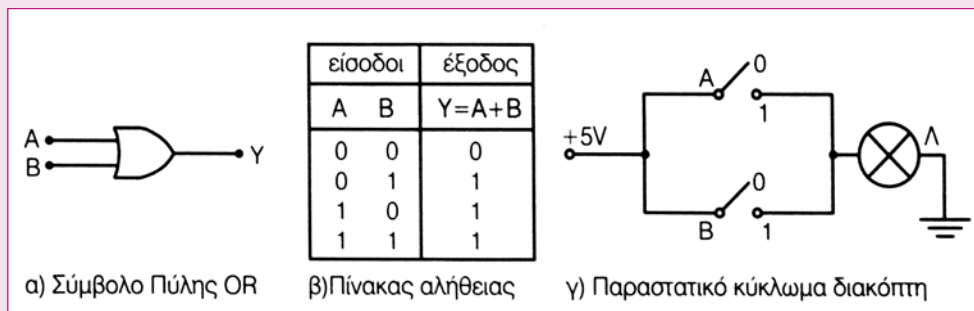 A
B
Y
α) Σύμβολο Πύλης OR
είσοδοι έξοδος
A B Y=A+B
0 0 0
0 1 1
1 0 1
1 1 1
β)Πίνακας αλήθειας
+5V
A 0
1
B 0
1
Λ
γ) Παραστατικό κύκλωμα διακόπτη